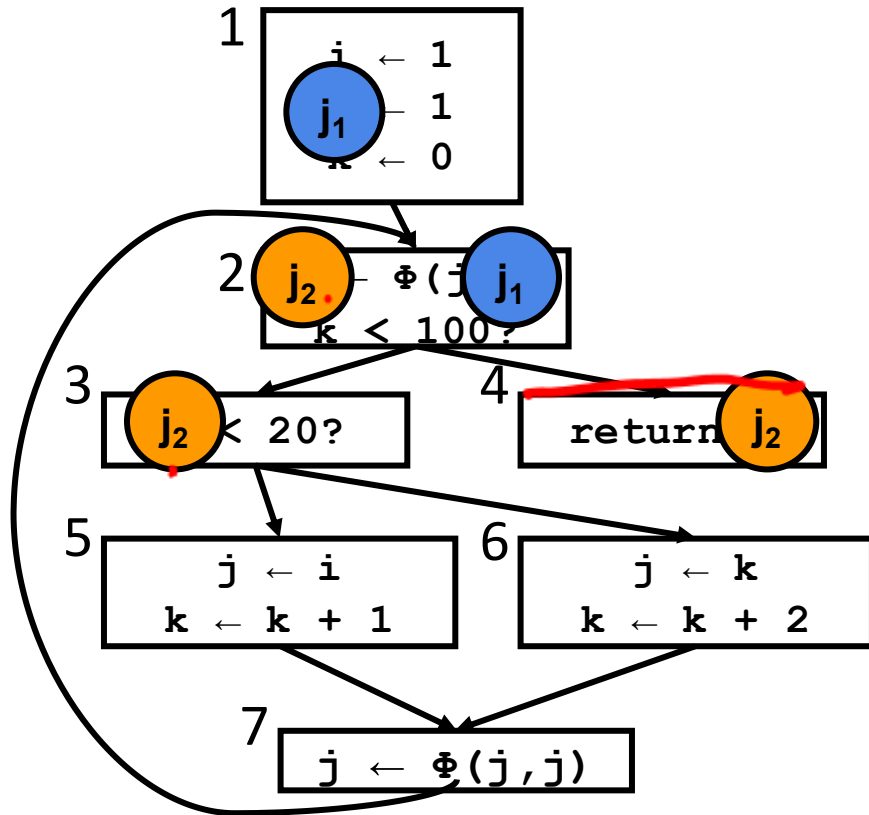 1
i ← 1
j₁ ← 1
k ← 0
2
j₂ ← Φ(j j₁
k < 100?
3
j₂ < 20?
4
return j₂
5
j ← i
k ← k + 1
6
j ← k
k ← k + 2
7
j ← Φ(j,j)